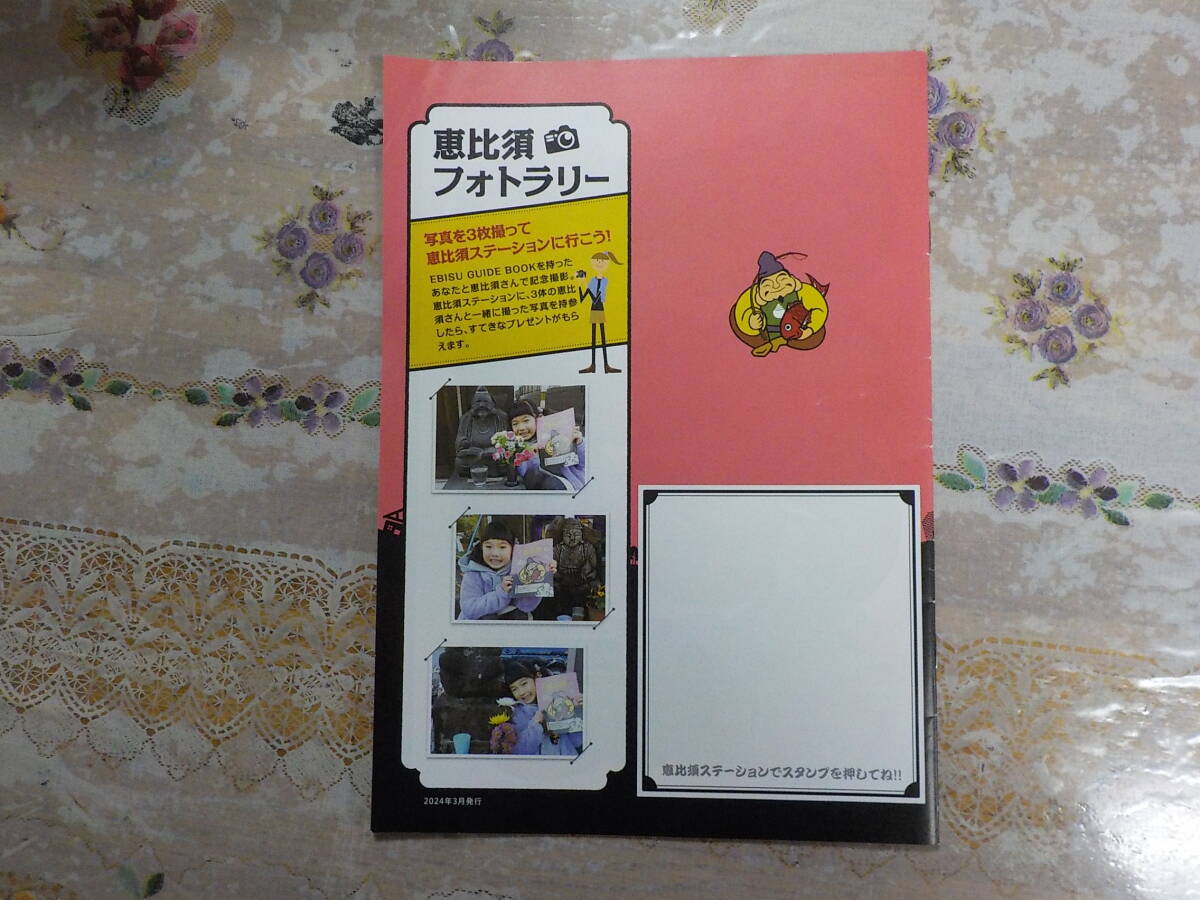 恵比須
フォトラリー
写真を3枚撮って
恵比須ステーションに行こう!
EBISU GUIDE BOOKを持った
あなたと恵比須さんで記念撮影。
恵比須ステーションに、3体の恵比
須さんと一緒に撮った写真を持参
したら、すてきなプレゼントがもら
えます。
恵比須ステーションでスタンプを押してね!!
2024年3月発行